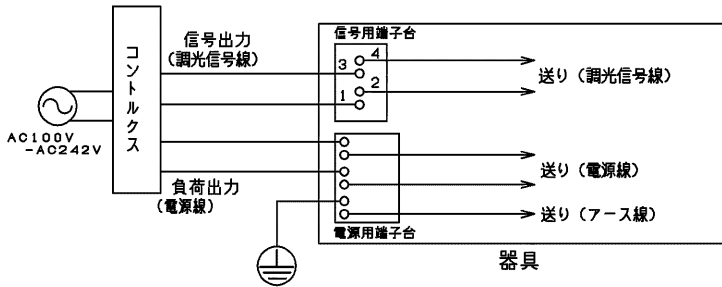 AC100V
-AC242V
コントルクス
信号出力
(調光信号線)
負荷出力
(電源線)
信号用端子台
4
3
2
1
電源用端子台
送り(調光信号線)
送り(電源線)
送り(アース線)
器具